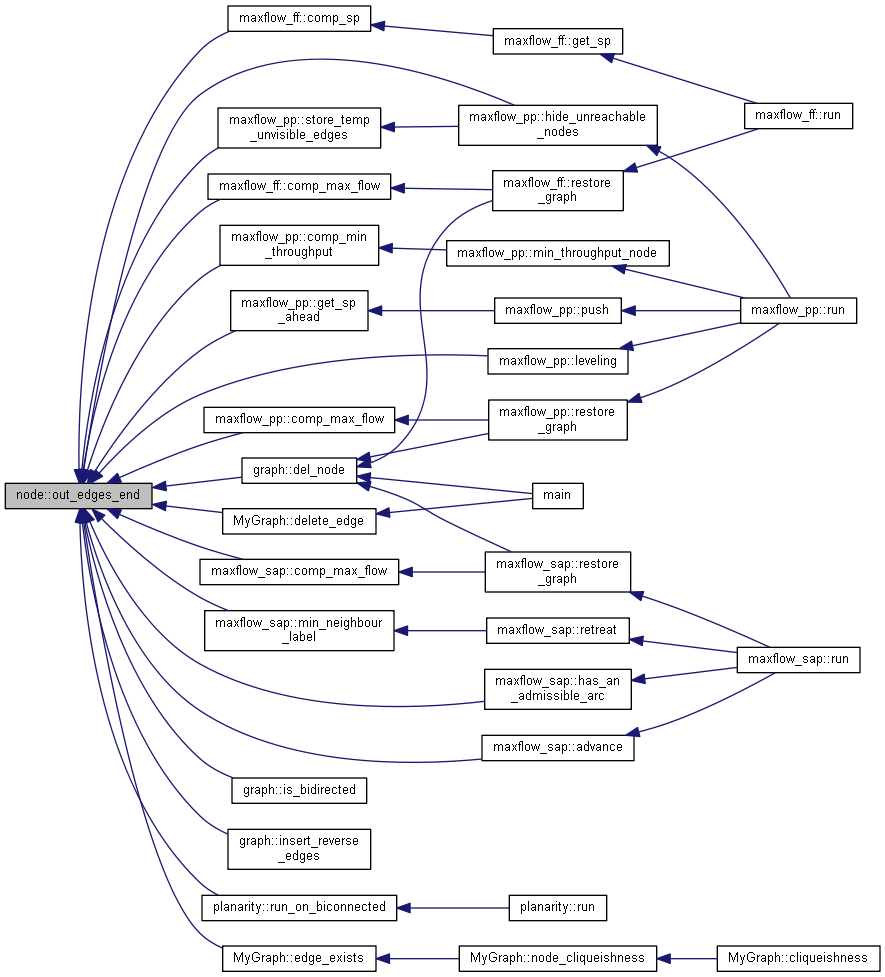 maxflow_ff::comp_sp
maxflow_ff::get_sp
maxflow_ff::run
maxflow_pp::store_temp
_unvisible_edges
maxflow_pp::hide_unreachable
_nodes
maxflow_ff::comp_max_flow
maxflow_ff::restore
_graph
maxflow_pp::comp_min
_throughput
maxflow_pp::min_throughput_node
maxflow_pp::get_sp
_ahead
maxflow_pp::push
maxflow_pp::run
maxflow_pp::leveling
maxflow_pp::comp_max_flow
maxflow_pp::restore
_graph
graph::del_node
node::out_edges_end
main
MyGraph::delete_edge
maxflow_sap::comp_max_flow
maxflow_sap::restore
_graph
maxflow_sap::min_neighbour
_label
maxflow_sap::retreat
maxflow_sap::run
maxflow_sap::has_an
_admissible_arc
maxflow_sap::advance
graph::is_bidirected
graph::insert_reverse
_edges
planarity::run_on_biconnected
planarity::run
MyGraph::edge_exists
MyGraph::node_cliqueishness
MyGraph::cliqueishness